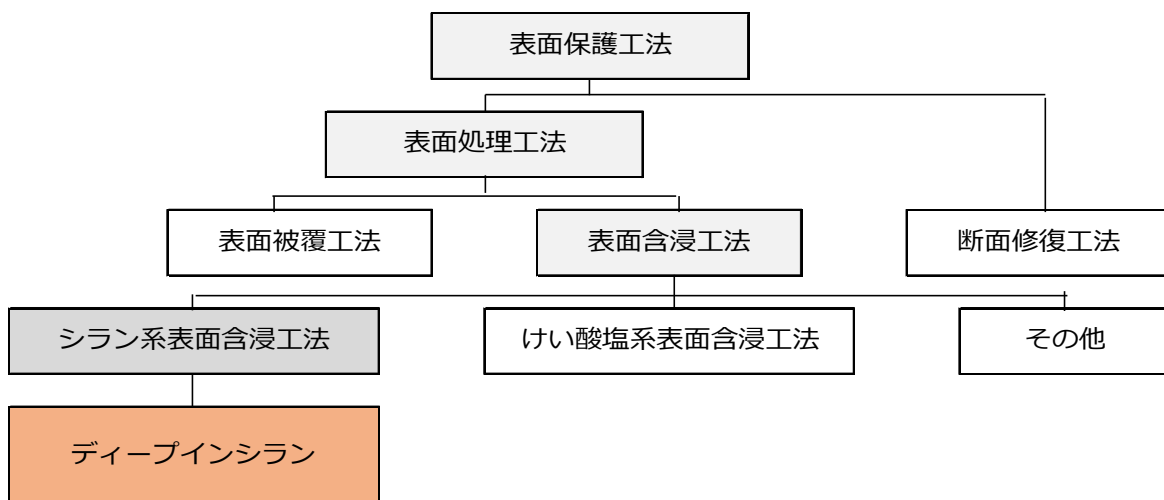 表面保護工法
表面処理工法
表面被覆工法
表面含浸工法
断面修復工法
シラン系表面含浸工法
けい酸塩系表面含浸工法
その他
ディープインシラン